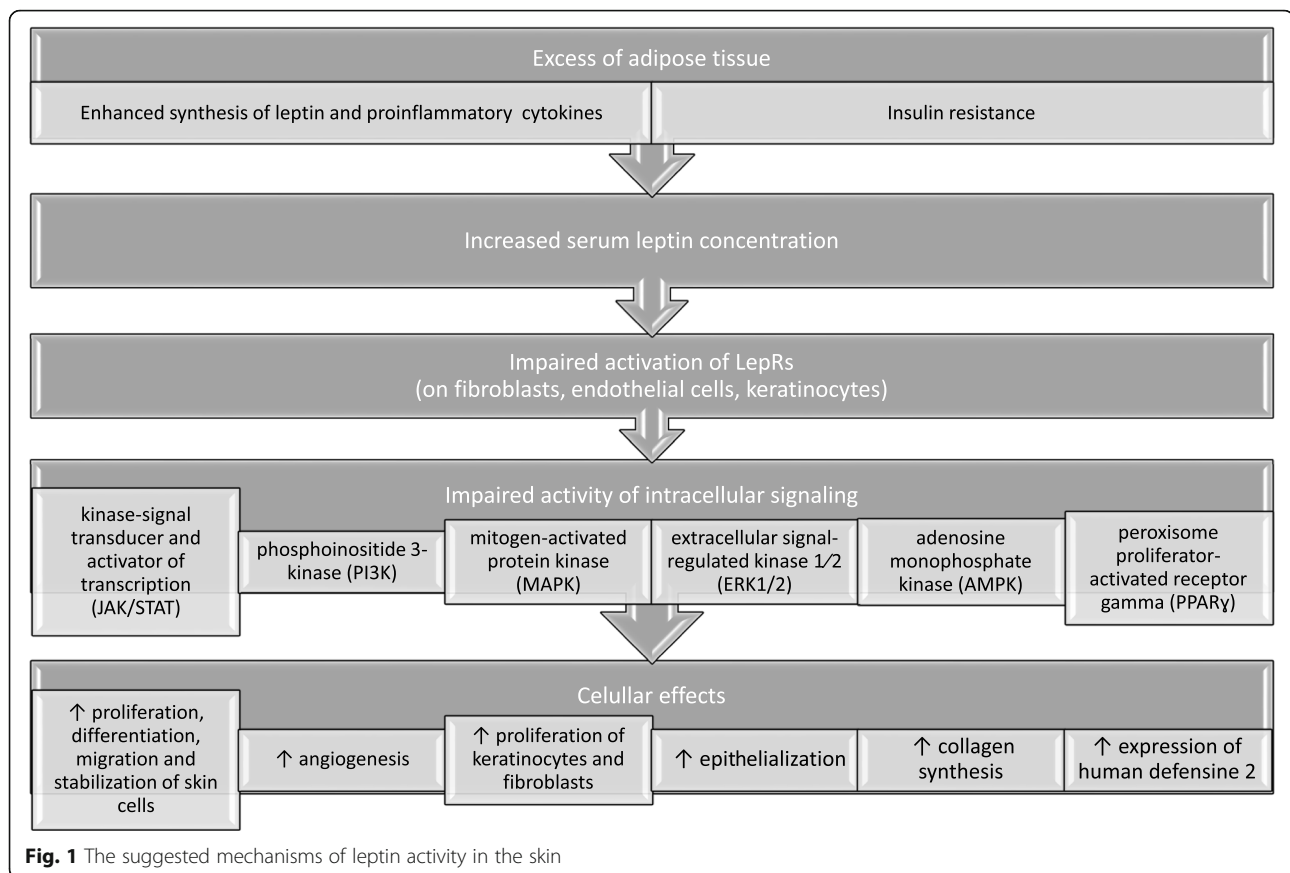 Excess of adipose tissue
Enhanced synthesis of leptin and proinflammatory cytokines
Insulin resistance
Increased serum leptin concentration
Impaired activation of LepRs
(on fibroblasts, endothelial cells, keratinocytes)
Impaired activity of intracellular signaling
kinase-signal
transducer and
activator of
transcription
(JAK/STAT)
phosphoinositide 3-
kinase (PI3K)
mitogen-activated
protein kinase
(MAPK)
extracellular signal-
regulated kinase 1⁄2
(ERK1/2)
adenosine
monophosphate
kinase (AMPK)
peroxisome
proliferator-
activated receptor
gamma (PPARγ)
Celullar effects
↑ proliferation,
differentiation,
migration and
stabilization of skin
cells
↑ angiogenesis
↑ proliferation of
keratinocytes and
fibroblasts
↑ epithelialization
↑ collagen
synthesis
↑ expression of
human defensine 2
Fig. 1 The suggested mechanisms of leptin activity in the skin